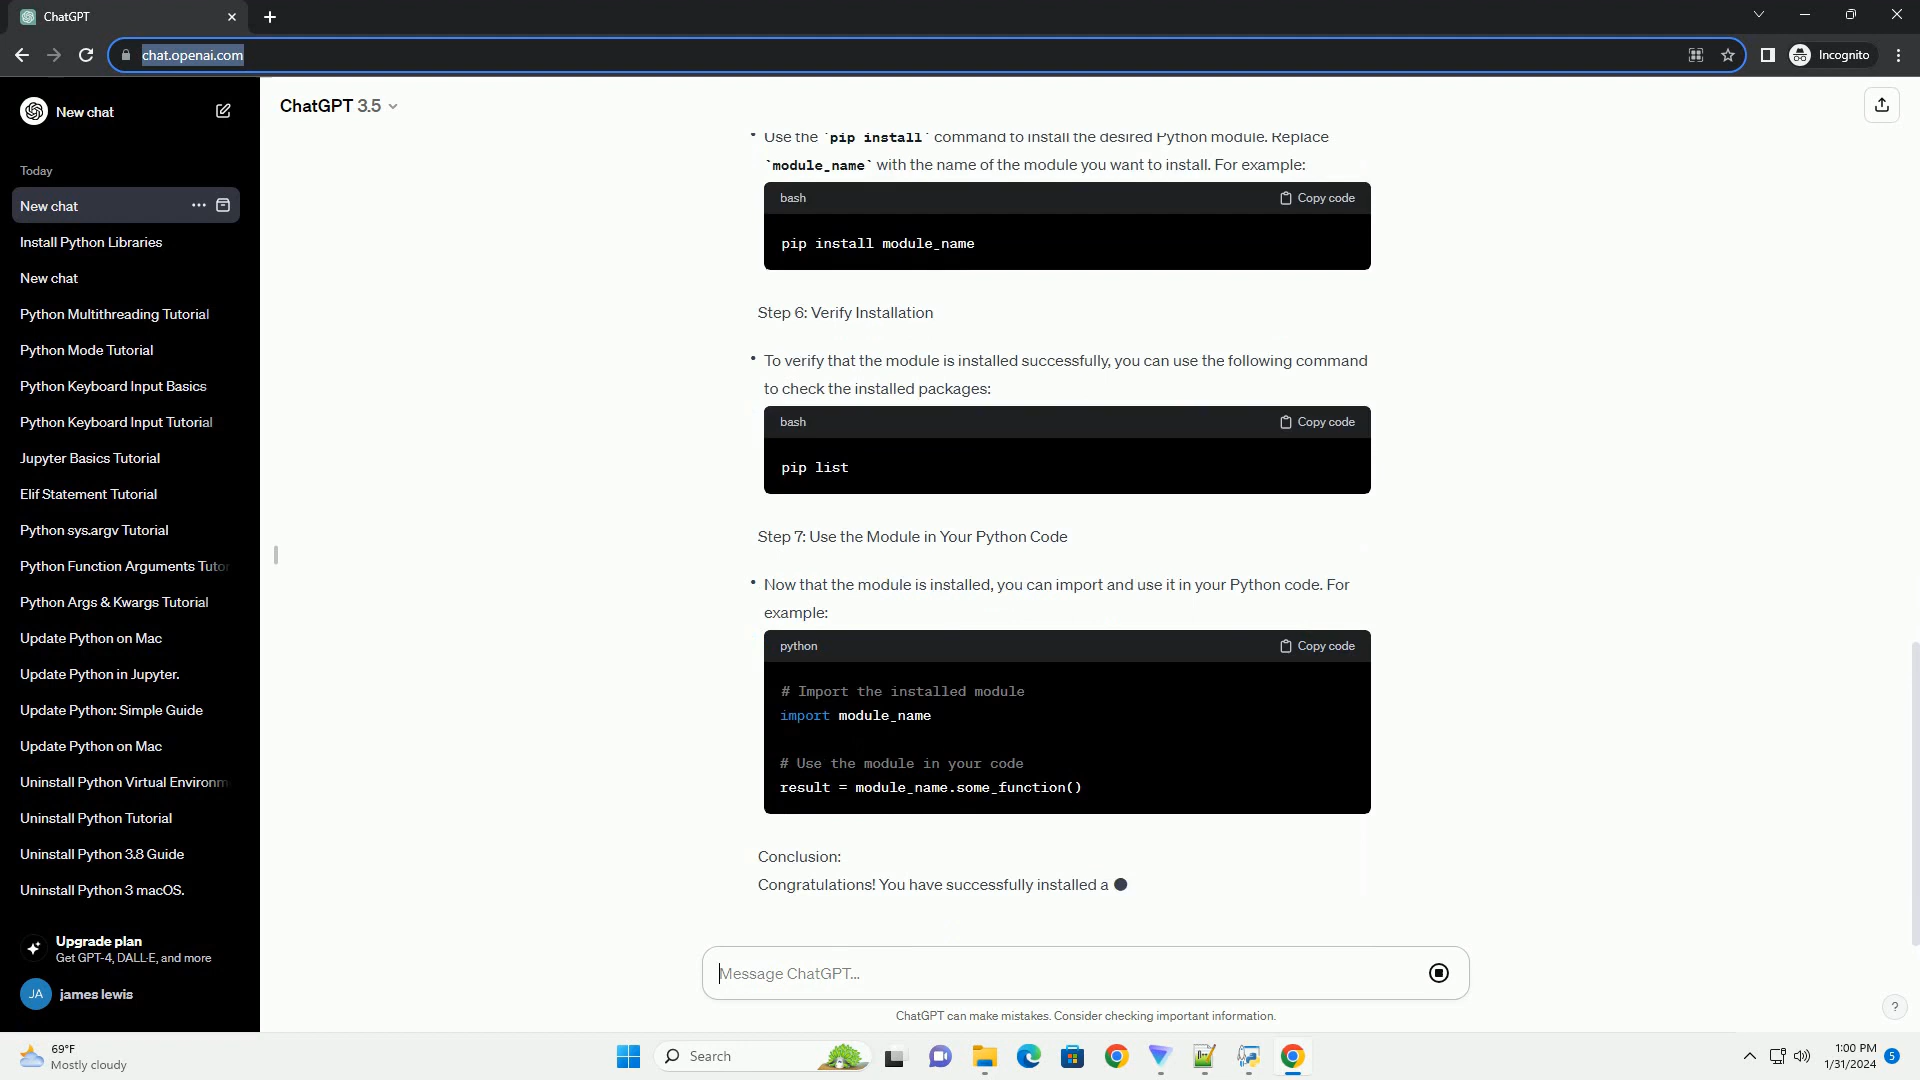 ChatGPT
chat.openai.com
Incognito
New chat
Today
New chat
Install Python Libraries
New chat
Python Multithreading Tutorial
Python Mode Tutorial
Python Keyboard Input Basics
Python Keyboard Input Tutorial
Jupyter Basics Tutorial
Elif Statement Tutorial
Python sys.argv Tutorial
Python Function Arguments Tutor
Python Args & Kwargs Tutorial
Update Python on Mac
Update Python in Jupyter.
Update Python: Simple Guide
Update Python on Mac
Uninstall Python Virtual Environm
Uninstall Python Tutorial
Uninstall Python 3.8 Guide
Uninstall Python 3 macOS.
Upgrade plan
Get GPT-4, DALL·E, and more
JA james lewis
ChatGPT 3.5
• Use the `pip install` command to install the desired Python module. Replace
`module_name` with the name of the module you want to install. For example:
bash Copy code
pip install module_name
Step 6: Verify Installation
• To verify that the module is installed successfully, you can use the following command
to check the installed packages:
bash Copy code
pip list
Step 7: Use the Module in Your Python Code
• Now that the module is installed, you can import and use it in your Python code. For
example:
python Copy code
# Import the installed module
import module_name
# Use the module in your code
result = module_name.some_function()
Conclusion:
Congratulations! You have successfully installed a
Message ChatGPT...
ChatGPT can make mistakes. Consider checking important information.
?
69°F
Mostly cloudy
Search
1:00 PM
1/31/2024
5